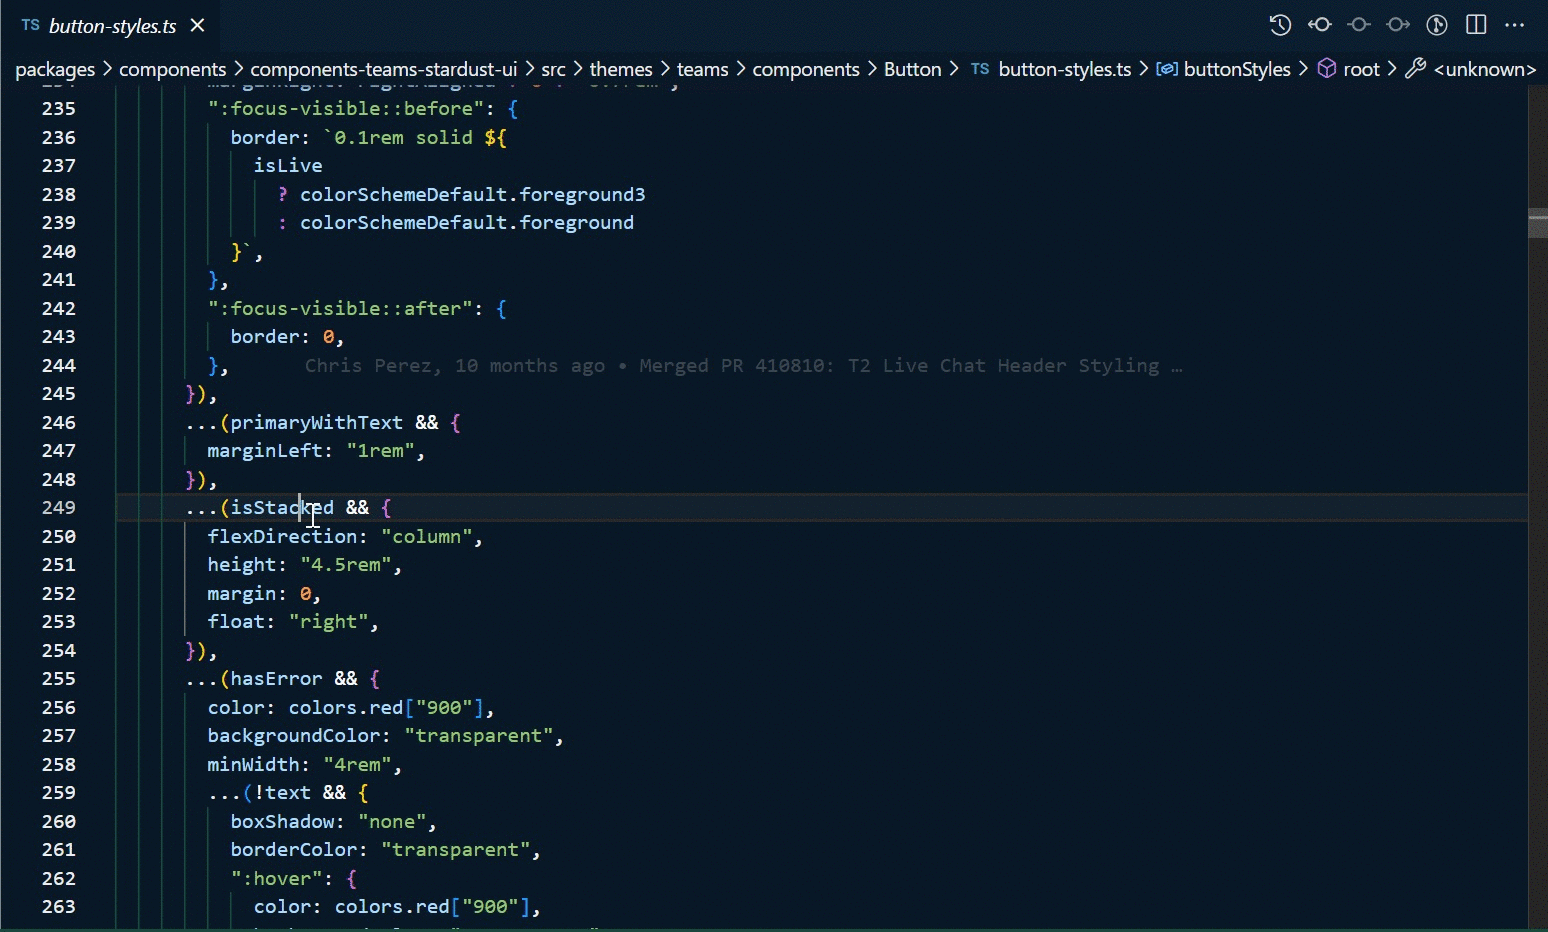 TS button-styles.ts
packages > components > components-teams-stardust-ui > src > themes > teams > components > Button > TS button-styles.ts > buttonStyles > root > <unknown>
235 ":focus-visible::before": {
236 border: `0.1rem solid ${
237 isLive
238 ? colorSchemeDefault.foreground3
239 : colorSchemeDefault.foreground
240 }`,
241 },
242 ":focus-visible::after": {
243 border: 0,
244 }, Chris Perez, 10 months ago • Merged PR 410810: T2 Live Chat Header Styling …
245 }),
246 ...(primaryWithText && {
247 marginLeft: "1rem",
248 }),
249 ...(isStacked && {
250 flexDirection: "column",
251 height: "4.5rem",
252 margin: 0,
253 float: "right",
254 }),
255 ...(hasError && {
256 color: colors.red["900"],
257 backgroundColor: "transparent",
258 minWidth: "4rem",
259 ...(!text && {
260 boxShadow: "none",
261 borderColor: "transparent",
262 ":hover": {
263 color: colors.red["900"],